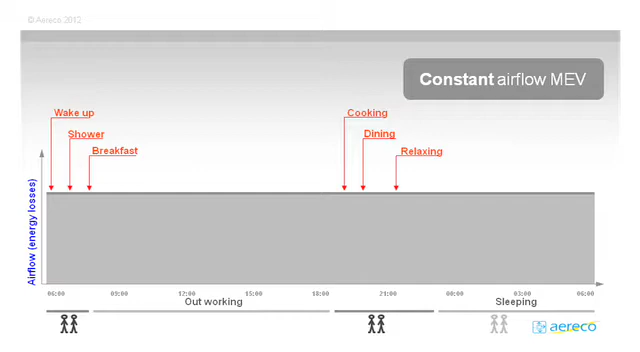 © Aereco 2012
Constant airflow MEV
Wake up
Cooking
Shower
Dining
Breakfast
Relaxing
Airflow (energy losses)
06:00 09:00 12:00 15:00 18:00 21:00 00:00 03:00 06:00
Out working
Sleeping
aereco